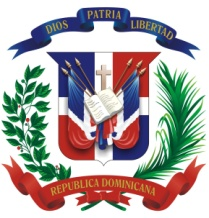 DIOS PATRIA LIBERTAD
REPUBLICA DOMINICANA